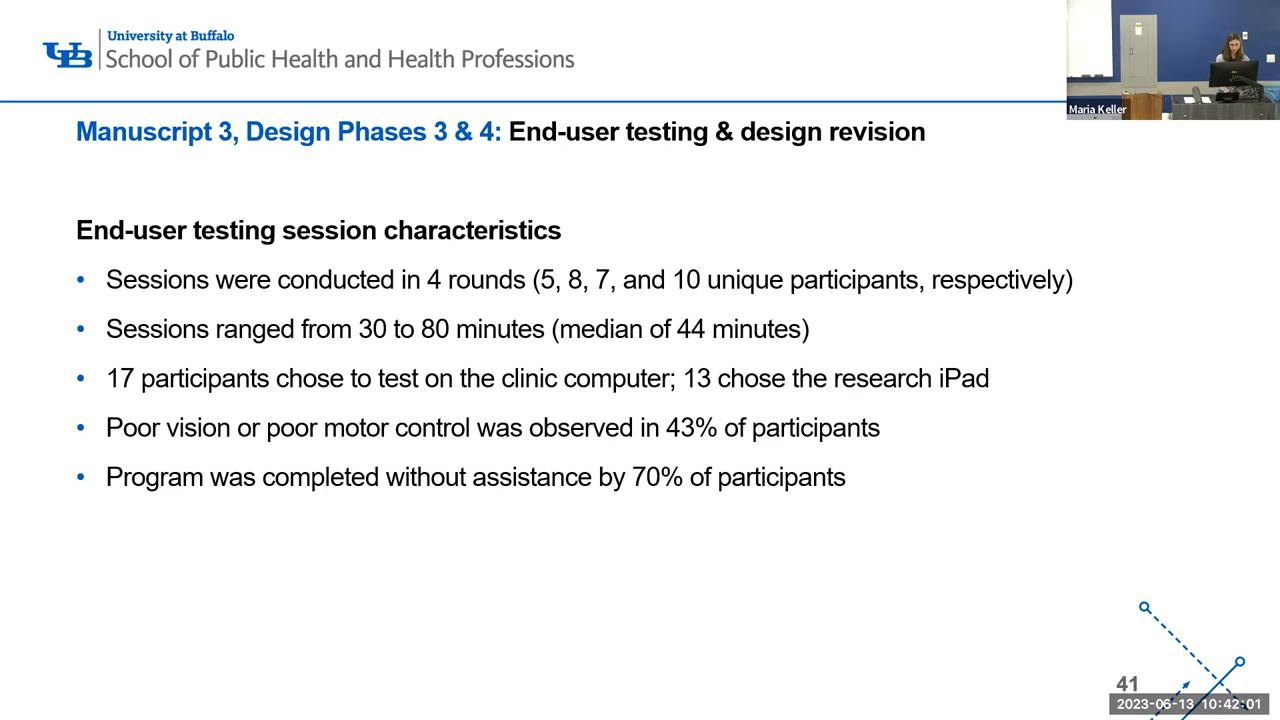 University at Buffalo
UB School of Public Health and Health Professions
Maria Keller
Manuscript 3, Design Phases 3 & 4: End-user testing & design revision
End-user testing session characteristics
• Sessions were conducted in 4 rounds (5, 8, 7, and 10 unique participants, respectively)
• Sessions ranged from 30 to 80 minutes (median of 44 minutes)
• 17 participants chose to test on the clinic computer; 13 chose the research iPad
• Poor vision or poor motor control was observed in 43% of participants
• Program was completed without assistance by 70% of participants
41
2023-06-13 10:42:01